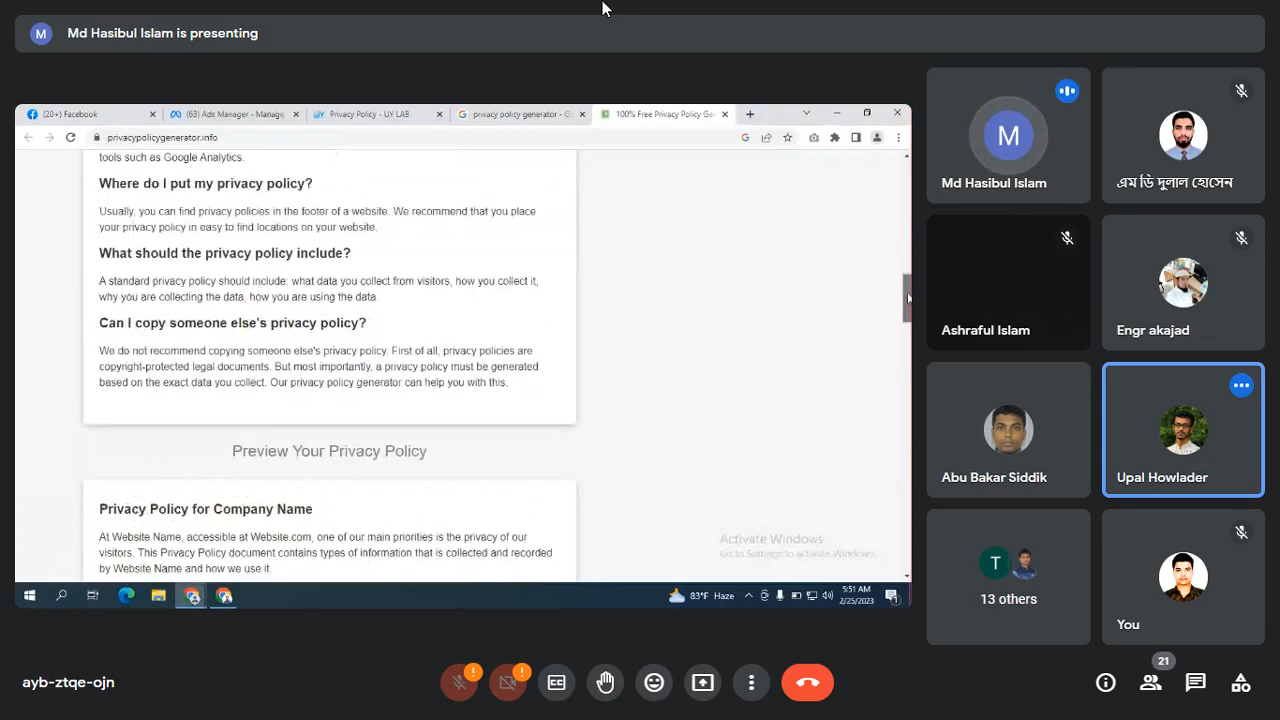 M
Md Hasibul Islam is presenting
(20+) Facebook
(63) Ads Manager - Manage
Privacy Policy - UY LAB
privacy policy generator - G
100% Free Privacy Policy Ge
privacypolicygenerator.info
tools such as Google Analytics.
Where do I put my privacy policy?
Usually, you can find privacy policies in the footer of a website. We recommend that you place
your privacy policy in easy to find locations on your website.
What should the privacy policy include?
A standard privacy policy should include: what data you collect from visitors, how you collect it,
why you are collecting the data, how you are using the data.
Can I copy someone else's privacy policy?
We do not recommend copying someone else's privacy policy. First of all, privacy policies are
copyright-protected legal documents. But most importantly, a privacy policy must be generated
based on the exact data you collect. Our privacy policy generator can help you with this.
Preview Your Privacy Policy
Privacy Policy for Company Name
At Website Name, accessible at Website.com, one of our main priorities is the privacy of our
visitors. This Privacy Policy document contains types of information that is collected and recorded
by Website Name and how we use it.
Activate Windows
Go to Settings to activate Windows.
83°F Haze
5:51 AM
2/25/2023
M
Md Hasibul Islam
এম ডি দুলাল হোসেন
Ashraful Islam
Engr akajad
Abu Bakar Siddik
Upal Howlader
T
13 others
You
ayb-ztqe-ojn
21